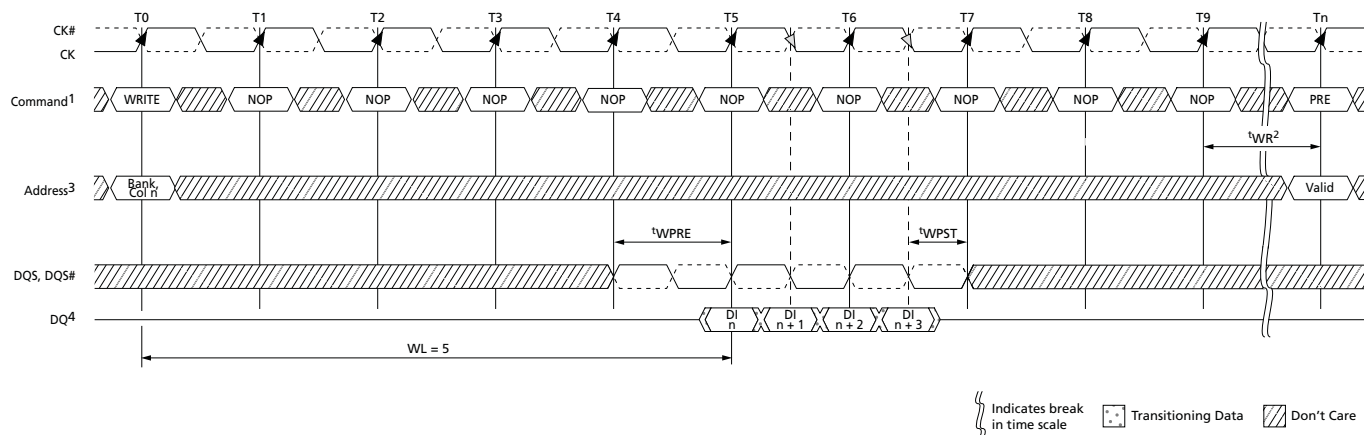 T0 T1 T2 T3 T4 T5 T6 T7 T8 T9 Tn
CK#
CK
Command1 WRITE NOP NOP NOP NOP NOP NOP NOP NOP NOP PRE
tWR2
Address3 Bank, Col n Valid
tWPRE tWPST
DQS, DQS#
DQ4 DI n DI n + 1 DI n + 2 DI n + 3
WL = 5
Indicates break in time scale
Transitioning Data
Don't Care